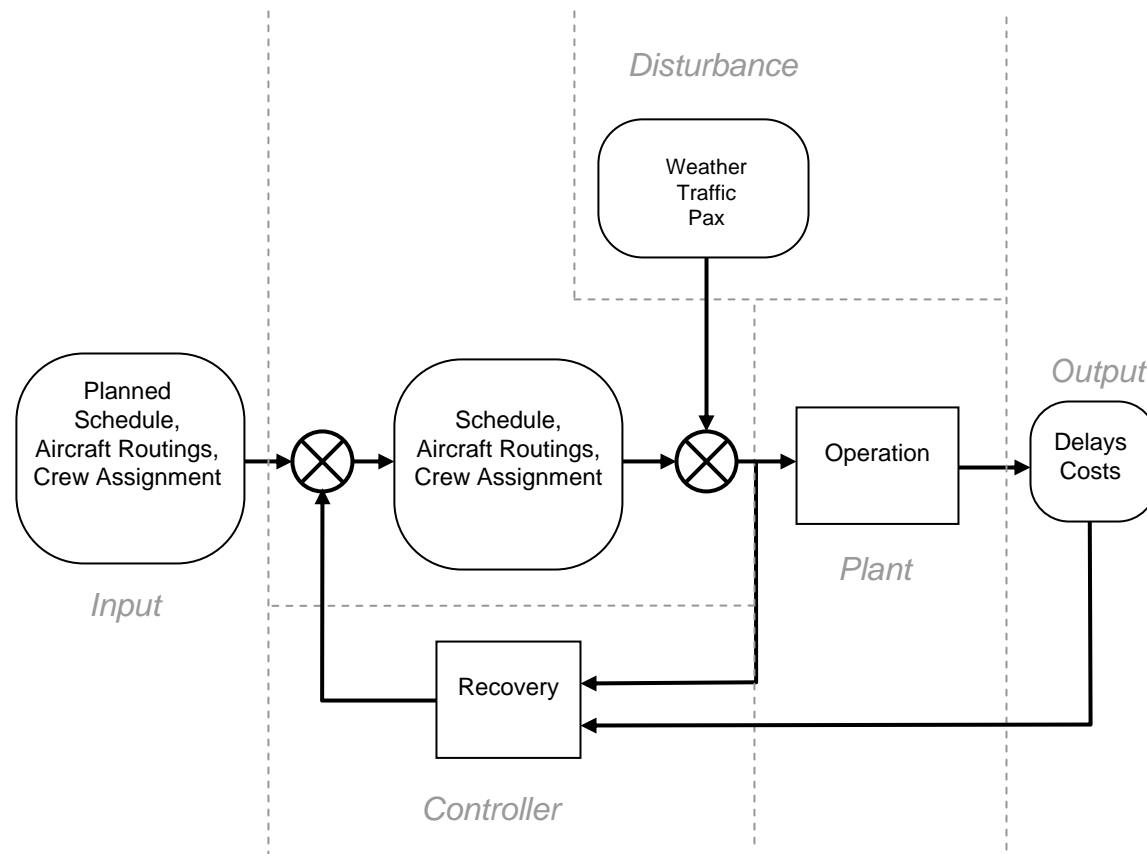 Disturbance
Weather
Traffic
Pax
Planned
Schedule,
Aircraft Routings,
Crew Assignment
Input
Schedule,
Aircraft Routings,
Crew Assignment
Operation
Plant
Output
Delays
Costs
Recovery
Controller